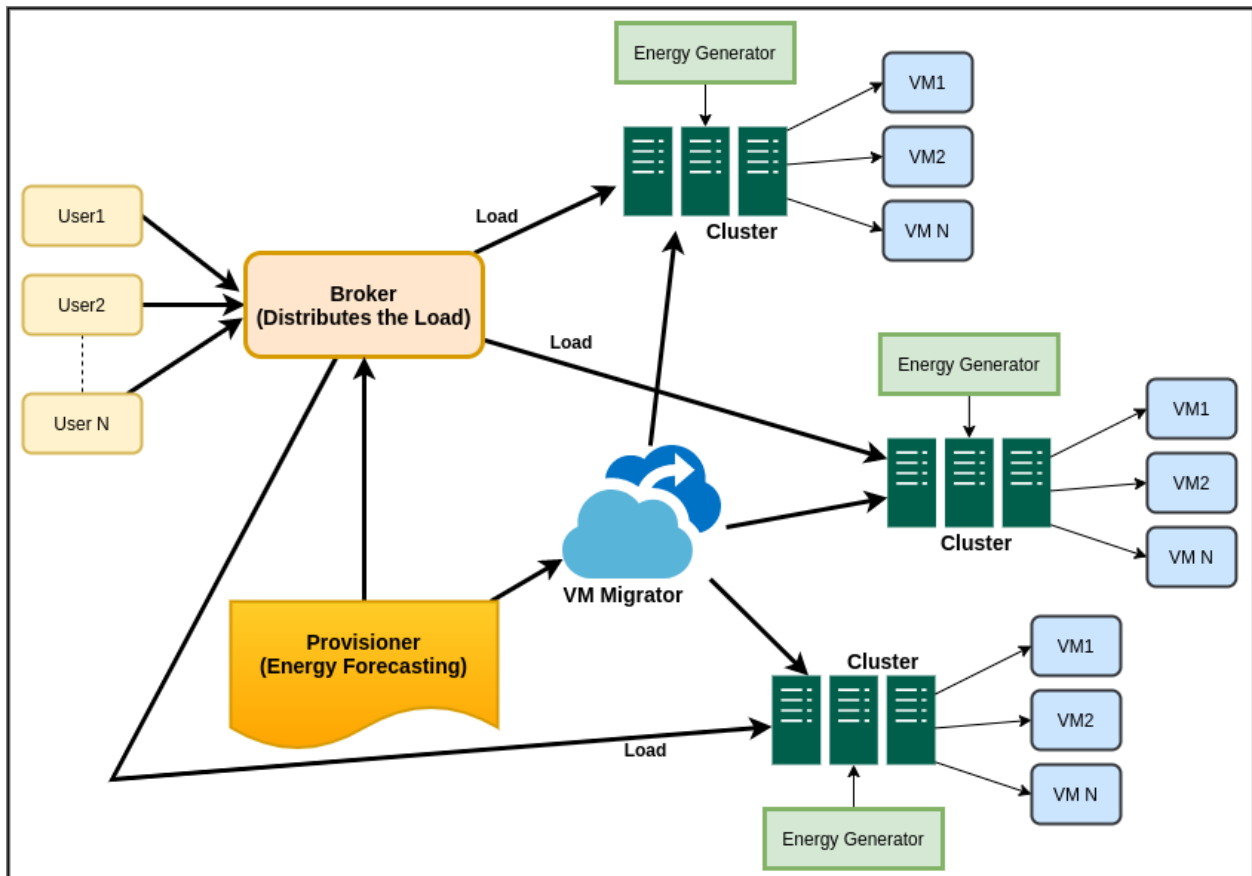 Energy Generator
VM1
VM2
VM N
Cluster
User1
User2
User N
Load
Broker
(Distributes the Load)
Load
Energy Generator
VM1
VM2
VM N
Cluster
VM Migrator
Provisioner
(Energy Forecasting)
Cluster
VM1
VM2
VM N
Load
Energy Generator